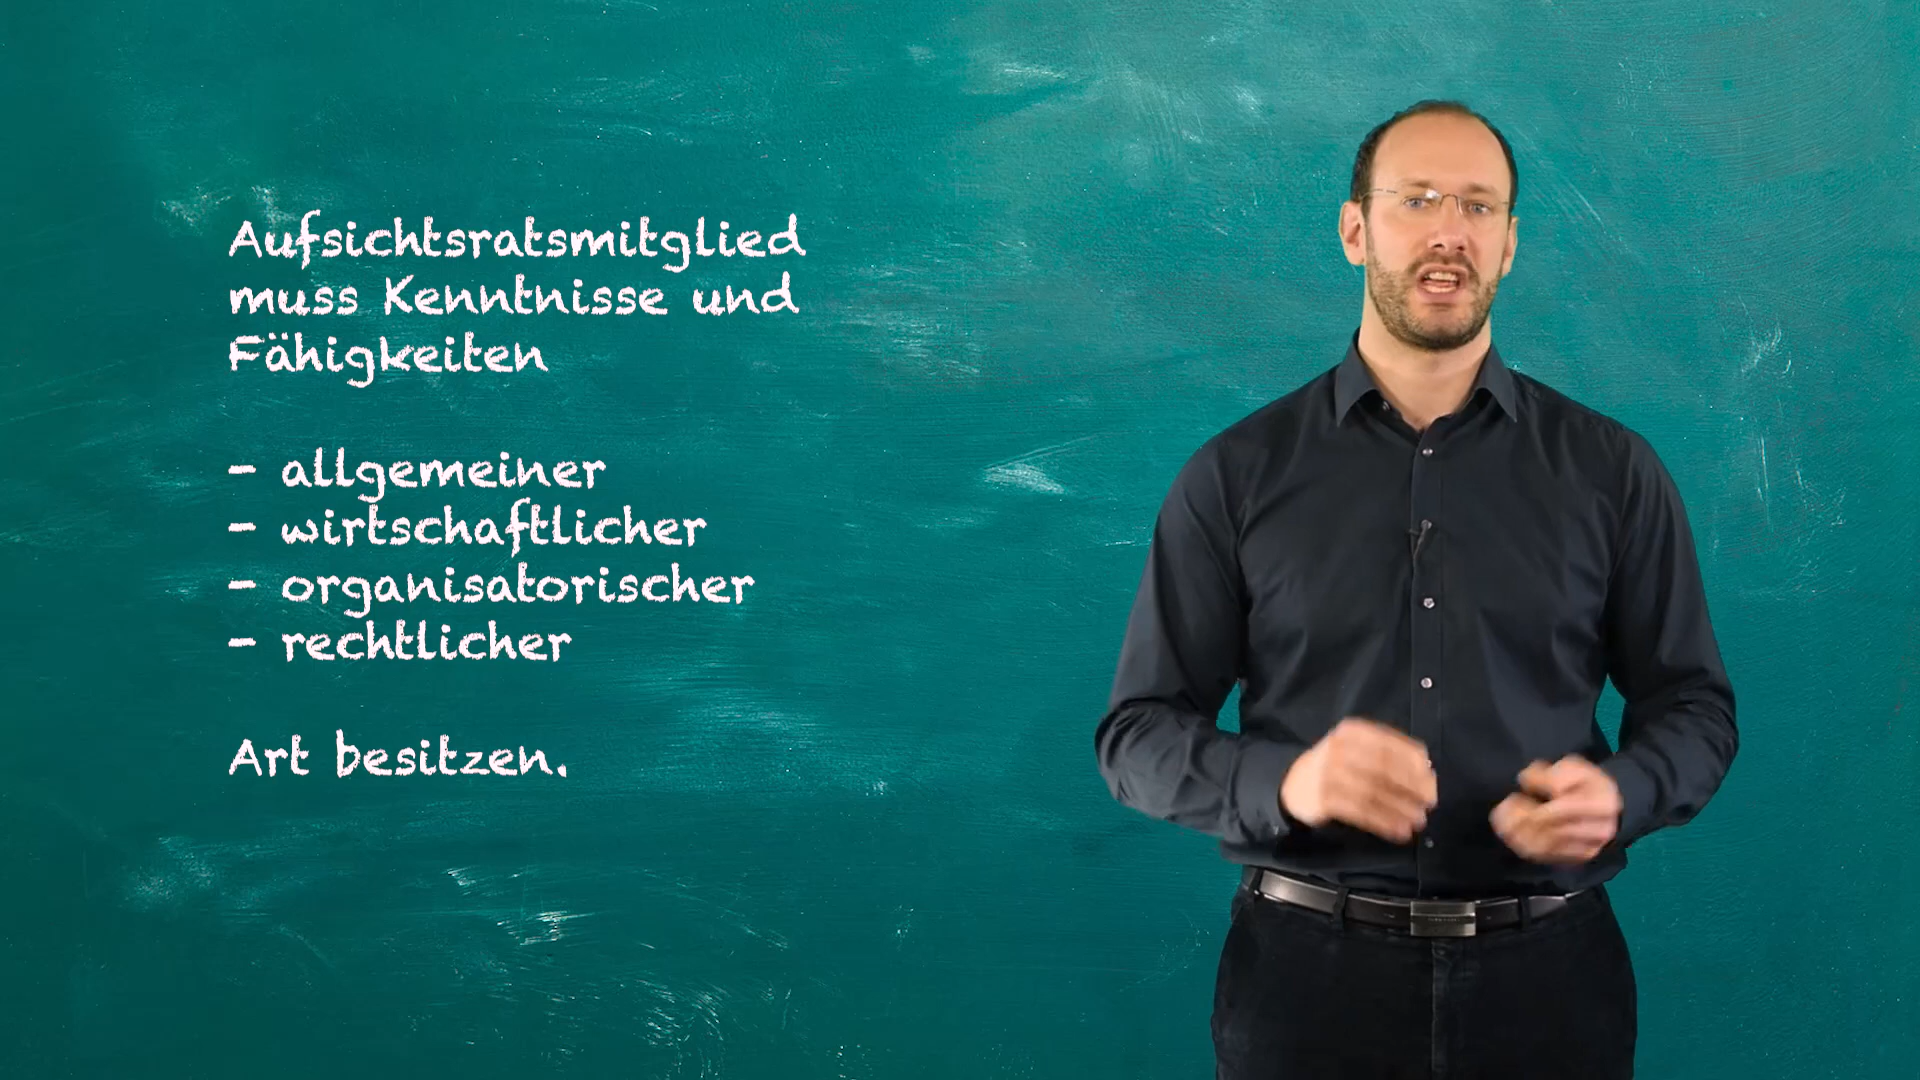 Aufsichtsratsmitglied
muss Kenntnisse und
Fähigkeiten
- allgemeiner
- wirtschaftlicher
- organisatorischer
- rechtlicher
Art besitzen.